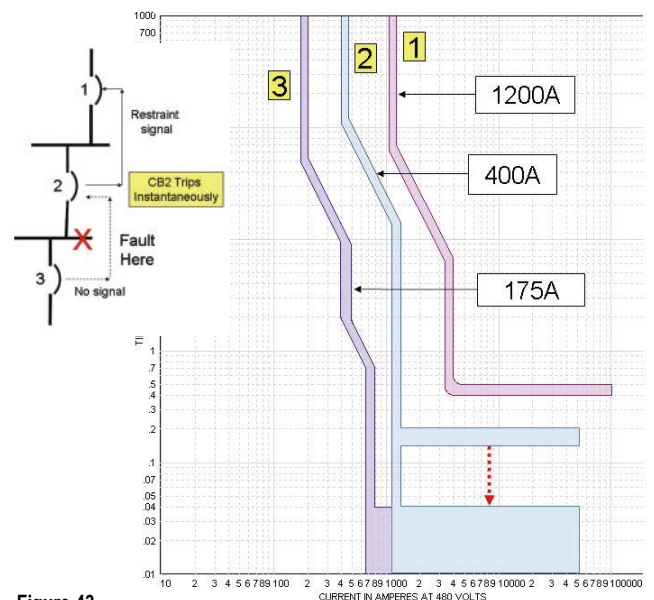 1000
700
1
2
3
1
Restraint
signal
1200A
2
CB2 Trips
Instantaneously
400A
Fault
Here
3
No signal
175A
1
.7
.5
.4
.3
.2
.1
.07
.05
.04
.03
.02
.01
10 2 3 4 5 6 7 8 9 100 2 3 4 5 6 7 8 9 1000 2 3 4 5 6 7 8 9 10000 2 3 4 5 6 7 8 9 100000
CURRENT IN AMPERES AT 480 VOLTS